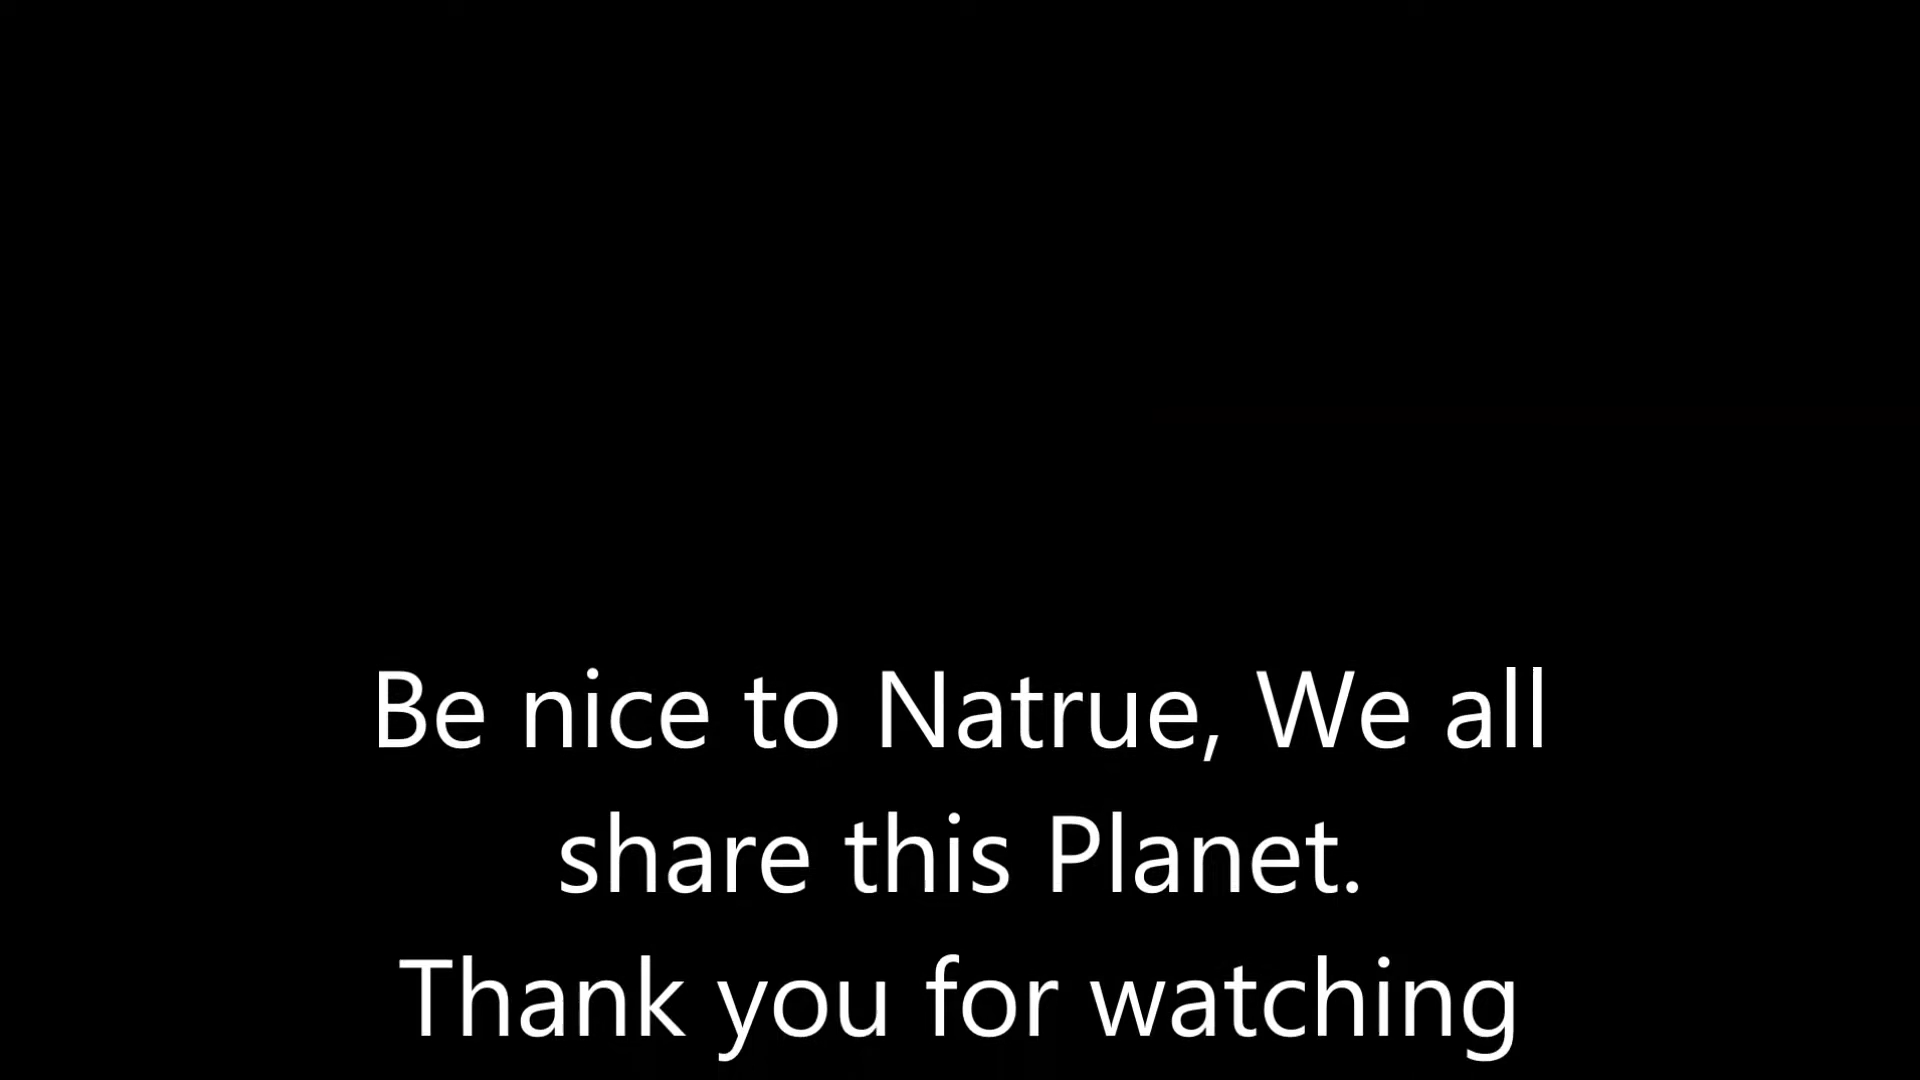 Be nice to Natrue, We all
share this Planet.
Thank you for watching